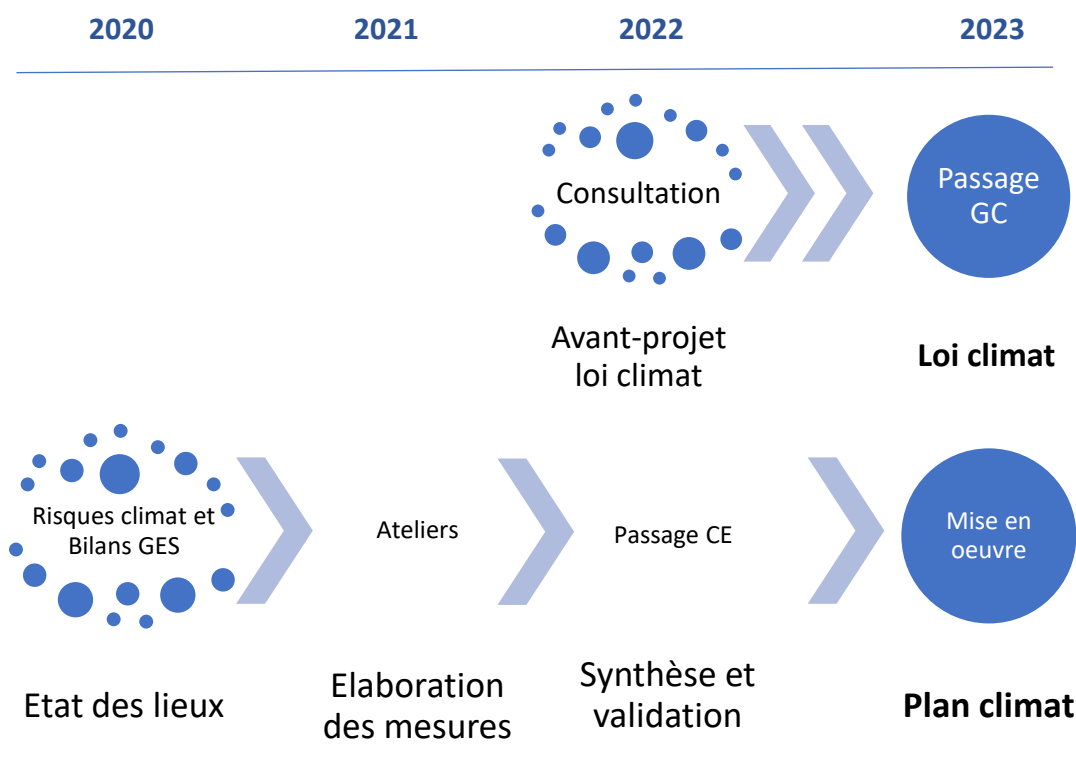 2020 2021 2022 2023
Consultation
Passage
GC
Avant-projet
loi climat
Loi climat
Risques climat et
Bilans GES
Ateliers
Passage CE
Mise en
oeuvre
Etat des lieux
Elaboration
des mesures
Synthèse et
validation
Plan climat